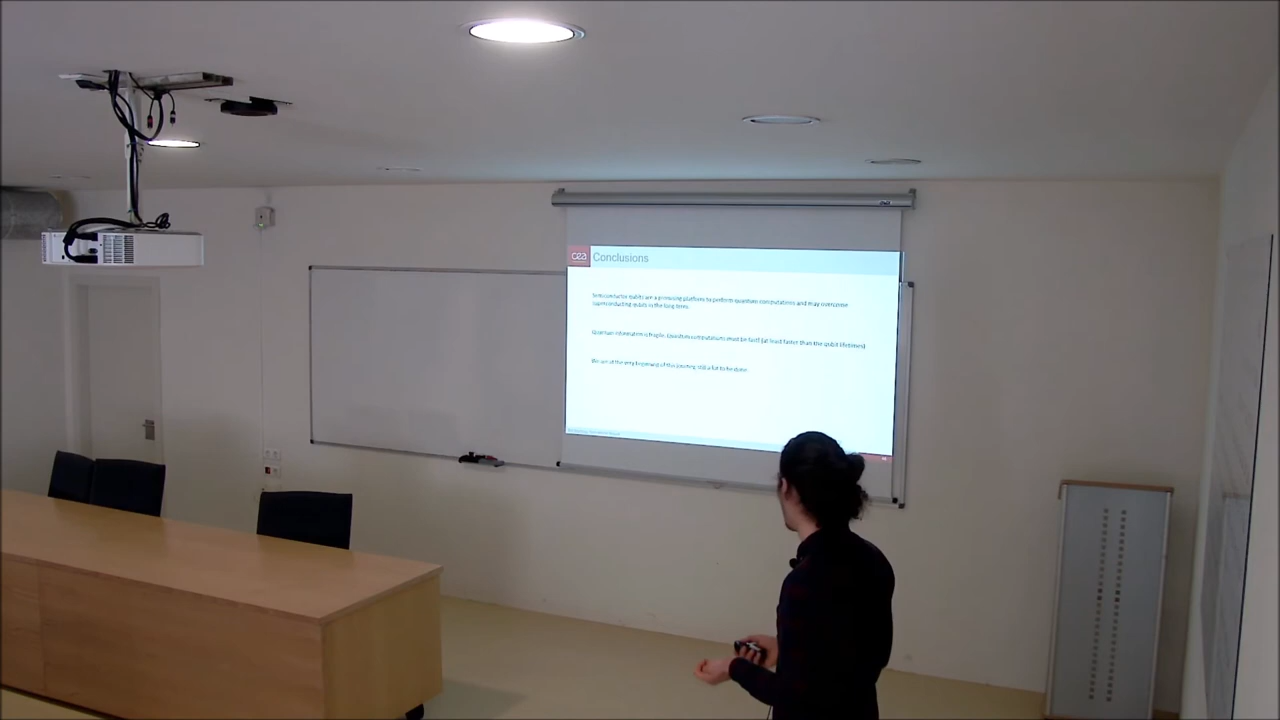 cea Conclusions
Semiconductor qubits are a promising platform to perform quantum computations and may overcome
superconducting qubits in the long term.
Quantum information is fragile. Quantum computations must be fast! (at least faster than the qubit lifetimes)
We are at the very beginning of this journey, still a lot to be done